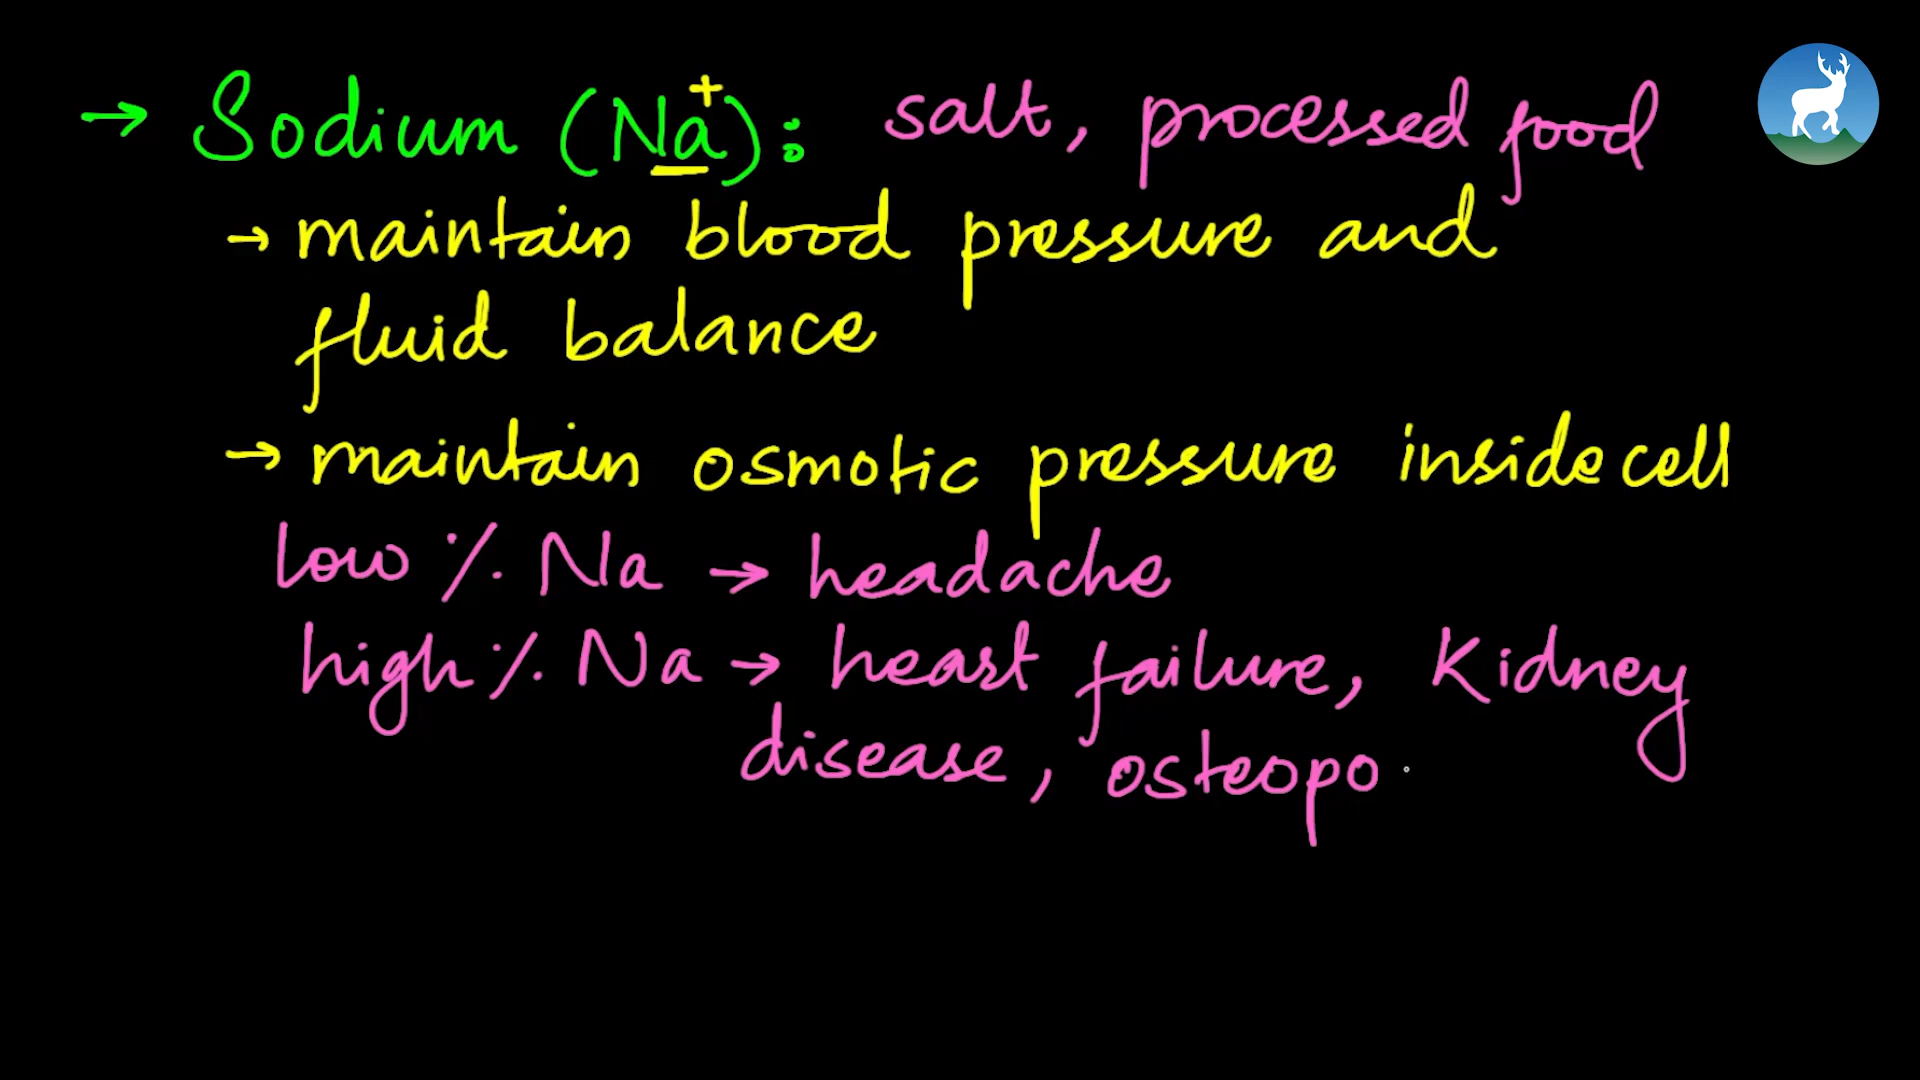 → Sodium (Na⁺): salt, processed food
→ maintain blood pressure and
fluid balance
→ maintain osmotic pressure inside cell
low % Na → headache
high % Na → heart failure, Kidney
disease, osteopo